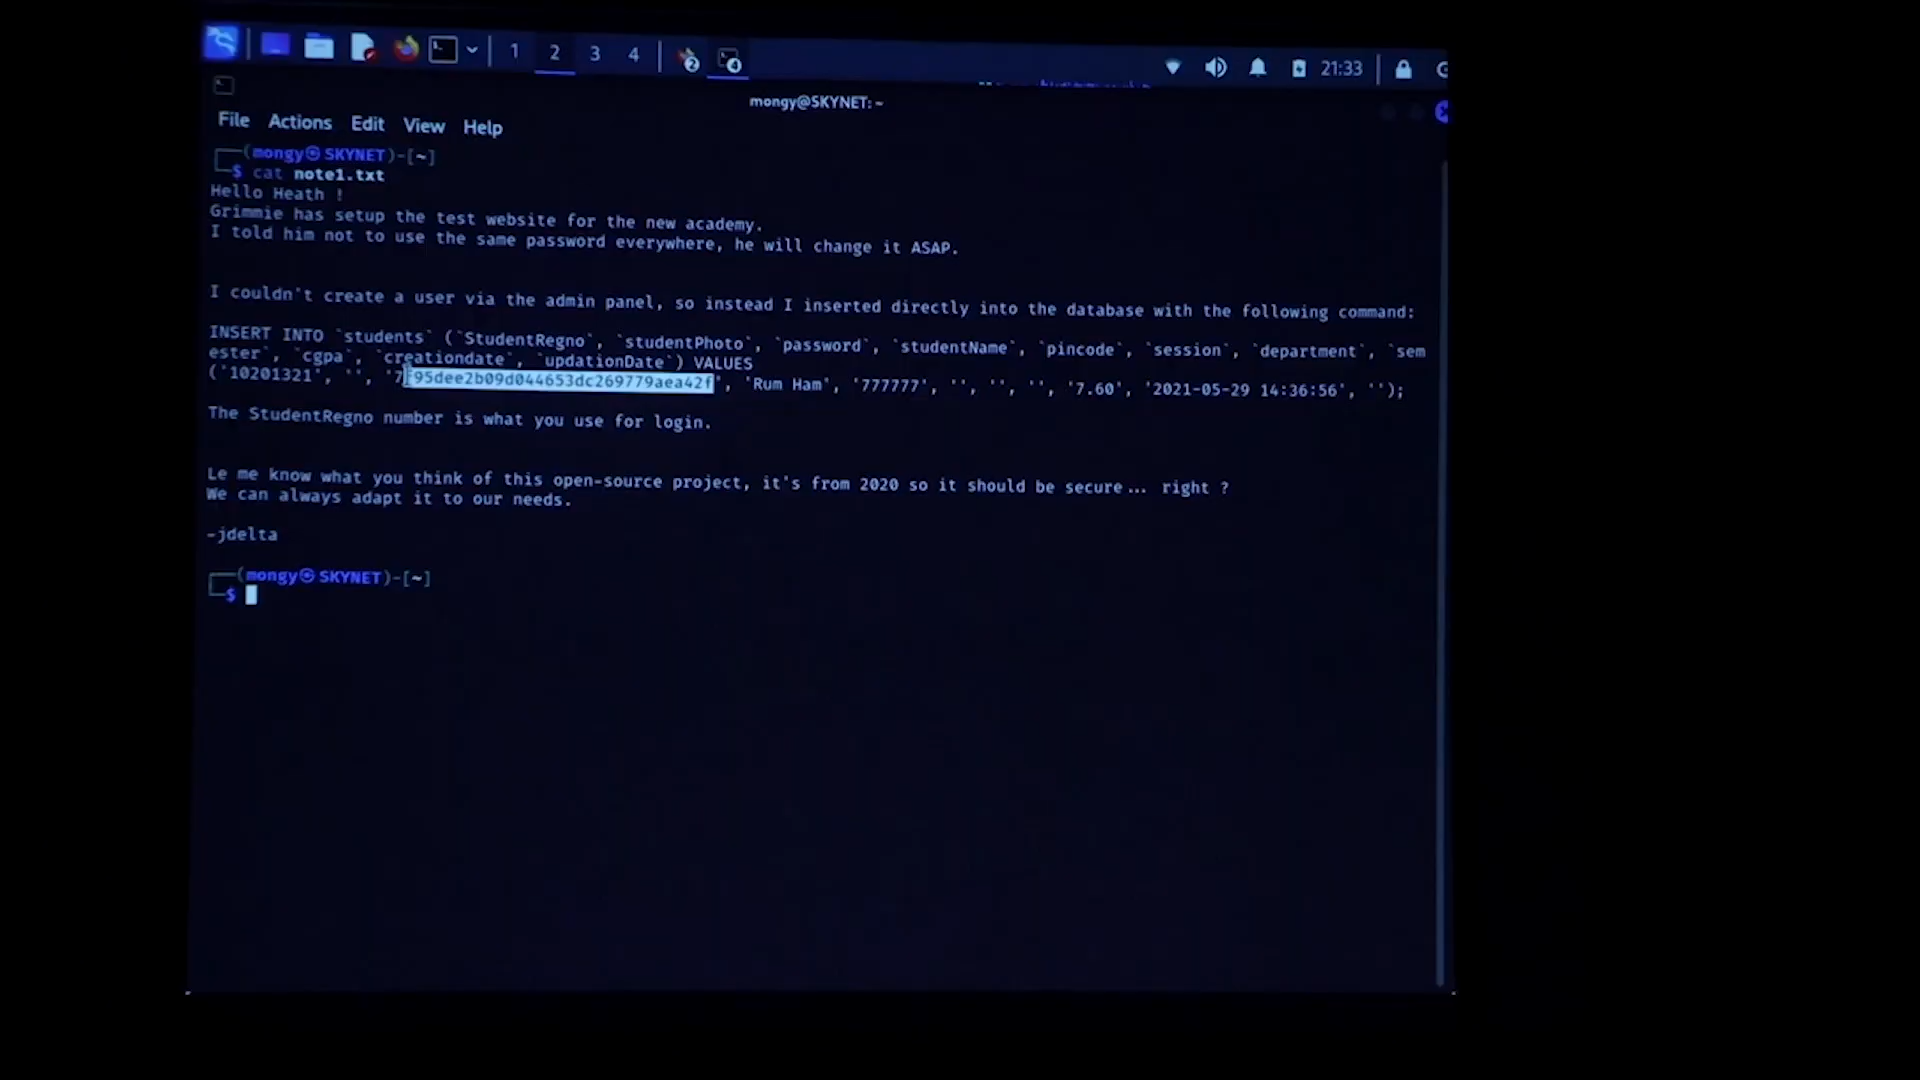 1 2 3 4 2 4 21:33
mongy@SKYNET: ~
File Actions Edit View Help
(mongy㉿SKYNET)-[~]
$ cat note1.txt
Hello Heath !
Grimmie has setup the test website for the new academy.
I told him not to use the same password everywhere, he will change it ASAP.
I couldn't create a user via the admin panel, so instead I inserted directly into the database with the following command:
INSERT INTO `students` (`StudentRegno`, `studentPhoto`, `password`, `studentName`, `pincode`, `session`, `department`, `sem
ester`, `cgpa`, `creationdate`, `updationDate`) VALUES
('10201321', '', '7 95dee2b09d044653dc269779aea42f', 'Rum Ham', '777777', '', '', '', '7.60', '2021-05-29 14:36:56', '');
The StudentRegno number is what you use for login.
Le me know what you think of this open-source project, it's from 2020 so it should be secure... right ?
We can always adapt it to our needs.
-jdelta
(mongy㉿SKYNET)-[~]
$